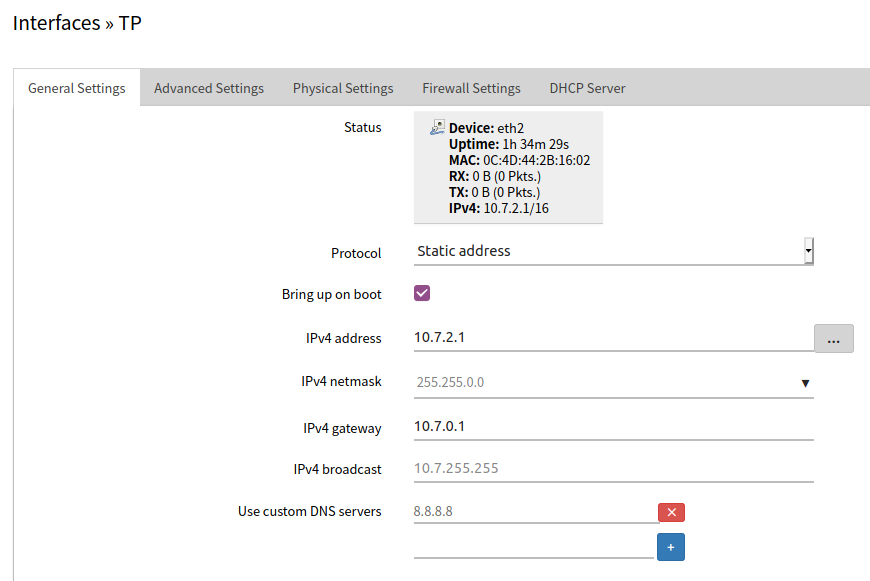 Interfaces » TP
General Settings Advanced Settings Physical Settings Firewall Settings DHCP Server
Status
Device: eth2
Uptime: 1h 34m 29s
MAC: 0C:4D:44:2B:16:02
RX: 0 B (0 Pkts.)
TX: 0 B (0 Pkts.)
IPv4: 10.7.2.1/16
Protocol Static address
Bring up on boot
IPv4 address 10.7.2.1 ...
IPv4 netmask 255.255.0.0
IPv4 gateway 10.7.0.1
IPv4 broadcast 10.7.255.255
Use custom DNS servers 8.8.8.8
+